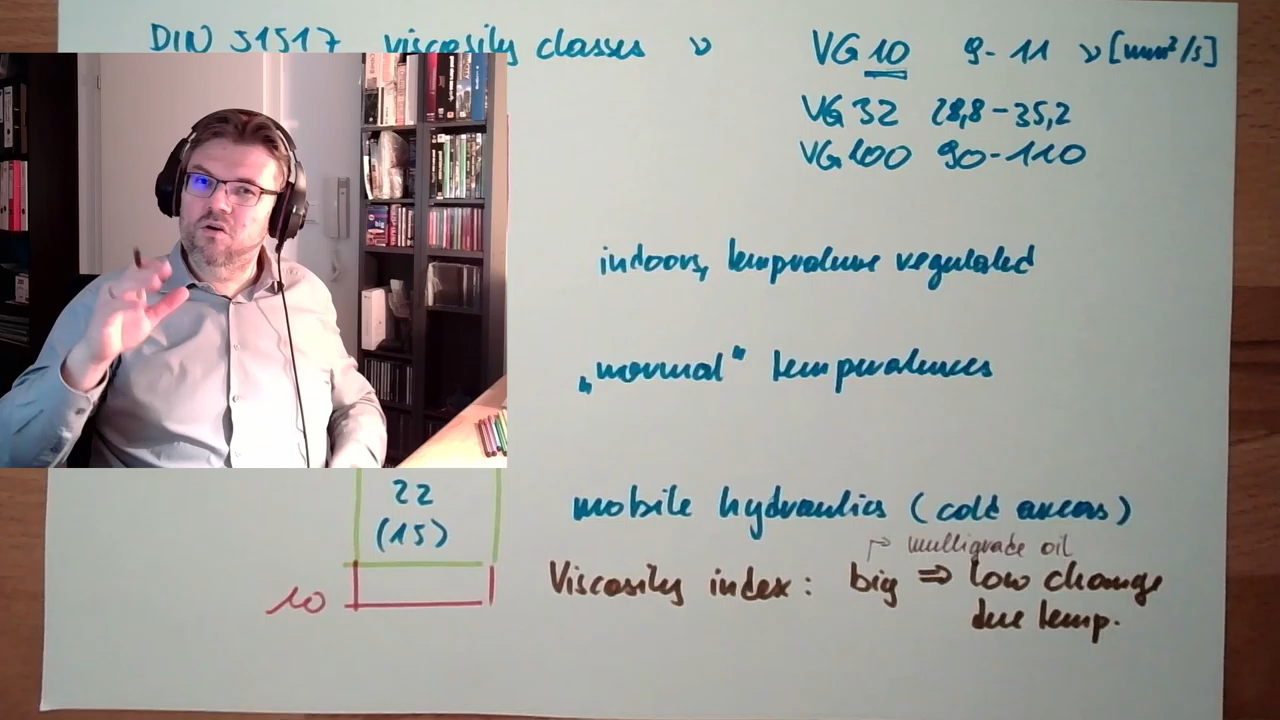 DIN 51517 viscosity classes ν
VG 10 9-11 ν [mm²/s]
VG 32 28,8-35,2
VG 100 90-110
indoors, temprature regulated
„normal" temperatures
22
(15)
mobile hydraulics (cold areas)
multigrade oil
Viscosity index: big ⇒ low change
due temp.
10